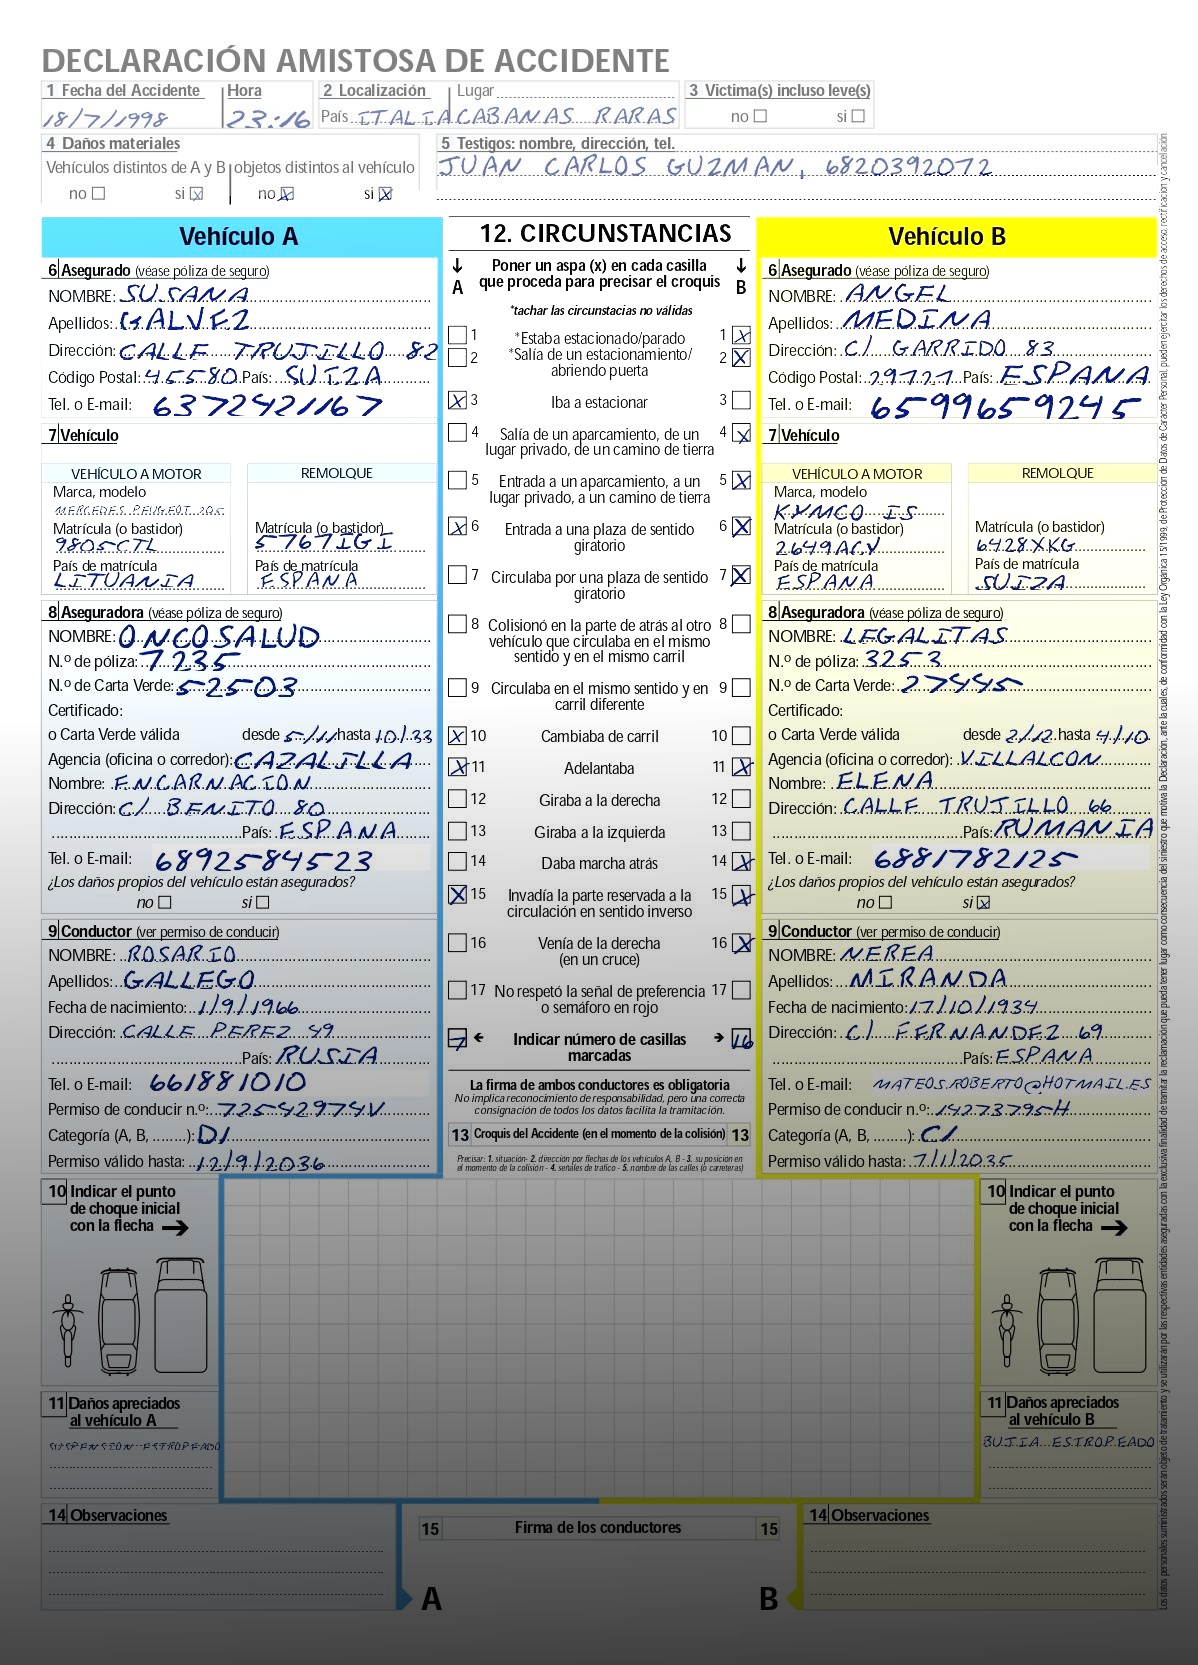 DECLARACIÓN AMISTOSA DE ACCIDENTE
1 Fecha del Accidente Hora 2 Localización Lugar 3 Victima(s) incluso leve(s)
18/7/1998 23:16 País ITALIA CABANAS RARAS no si
4 Daños materiales
Vehículos distintos de A y B objetos distintos al vehículo
no si no si
5 Testigos: nombre, dirección, tel.
JUAN CARLOS GUZMAN, 6820392072
Vehículo A
6 Asegurado (véase póliza de seguro)
NOMBRE: SUSANA
Apellidos: GALVEZ
Dirección: CALLE TRUJILLO 82
Código Postal: 45580 País: SUIZA
Tel. o E-mail: 6372421167
7 Vehículo
VEHÍCULO A MOTOR REMOLQUE
Marca, modelo
MERCEDES PEUGEOT 205
Matrícula (o bastidor) Matrícula (o bastidor)
9805CTL 5767IGI
País de matrícula País de matrícula
LITUANIA ESPANA
8 Aseguradora (véase póliza de seguro)
NOMBRE: ONCOSALUD
N.º de póliza: 7235
N.º de Carta Verde: 52503
Certificado:
o Carta Verde válida desde 5/11 hasta 10/33
Agencia (oficina o corredor): CAZALILLA
Nombre: ENCARNACION
Dirección: C/ BENITO 80
País: ESPANA
Tel. o E-mail: 6892584523
¿Los daños propios del vehículo están asegurados?
no si
9 Conductor (ver permiso de conducir)
NOMBRE: ROSARIO
Apellidos: GALLEGO
Fecha de nacimiento: 1/9/1966
Dirección: CALLE PEREZ 49
País: RUSIA
Tel. o E-mail: 661881010
Permiso de conducir n.º: 72542974V
Categoría (A, B, ........): D1
Permiso válido hasta: 12/9/2036
12. CIRCUNSTANCIAS
A Poner un aspa (x) en cada casilla B
que proceda para precisar el croquis
*tachar las circunstacias no validas
1 *Estaba estacionado/parado 1
2 *Salía de un estacionamiento/ 2
abriendo puerta
3 Iba a estacionar 3
4 Salía de un aparcamiento, de un 4
lugar privado, de un camino de tierra
5 Entrada a un aparcamiento, a un 5
lugar privado, a un camino de tierra
6 Entrada a una plaza de sentido 6
giratorio
7 Circulaba por una plaza de sentido 7
giratorio
8 Colisionó en la parte de atrás al otro 8
vehículo que circulaba en el mismo
sentido y en el mismo carril
9 Circulaba en el mismo sentido y en 9
carril diferente
10 Cambiaba de carril 10
11 Adelantaba 11
12 Giraba a la derecha 12
13 Giraba a la izquierda 13
14 Daba marcha atrás 14
15 Invadía la parte reservada a la 15
circulación en sentido inverso
16 Venía de la derecha 16
(en un cruce)
17 No respetó la señal de preferencia 17
o semáforo en rojo
7 Indicar número de casillas 16
marcadas
La firma de ambos conductores es obligatoria
No implica reconocimiento de responsabilidad, pero una correcta
consignación de todos los datos facilita la tramitación.
13 Croquis del Accidente (en el momento de la colisión) 13
Precisar: 1. situación- 2. dirección por flechas de los vehículos A, B - 3. su posición en
el momento de la colisión - 4. señales de tráfico - 5. nombre de las calles (o carreteras)
Vehículo B
6 Asegurado (véase póliza de seguro)
NOMBRE: ANGEL
Apellidos: MEDINA
Dirección: C/ GARRIDO 83
Código Postal: 29727 País: ESPANA
Tel. o E-mail: 6599659245
7 Vehículo
VEHÍCULO A MOTOR REMOLQUE
Marca, modelo
KYMCO IS
Matrícula (o bastidor) Matrícula (o bastidor)
2649ACV 6428XKG
País de matrícula País de matrícula
ESPANA SUIZA
8 Aseguradora (véase póliza de seguro)
NOMBRE: LEGALITAS
N.º de póliza: 3253
N.º de Carta Verde: 27445
Certificado:
o Carta Verde válida desde 2/12 hasta 4/10
Agencia (oficina o corredor): VILLALCON
Nombre: ELENA
Dirección: CALLE TRUJILLO 66
País: RUMANIA
Tel. o E-mail: 6881782125
¿Los daños propios del vehículo están asegurados?
no si
9 Conductor (ver permiso de conducir)
NOMBRE: NEREA
Apellidos: MIRANDA
Fecha de nacimiento: 17/10/1934
Dirección: C/ FERNANDEZ 69
País: ESPANA
Tel. o E-mail: MATEOS.ROBERTO@HOTMAIL.ES
Permiso de conducir n.º: 14273795H
Categoría (A, B, ........): C1
Permiso válido hasta: 7/1/2035
10 Indicar el punto
de choque inicial
con la flecha
11 Daños apreciados
al vehículo A
SUSPENSION ESTROPEADO
10 Indicar el punto
de choque inicial
con la flecha
11 Daños apreciados
al vehículo B
BUJIA ESTROPEADO
14 Observaciones
15 Firma de los conductores 15
A B
14 Observaciones
Los datos personales suministrados serán objeto de tratamiento y se utilizarán por las respectivas entidades aseguradas con la exclusiva finalidad de tramitar la reclamación que pueda tener lugar como consecuencia del siniestro que motiva la Declaración, ante la cuales, de conformidad con la Ley Orgánica 15/1999, de Protección de Datos de Carácter Personal, pueden ejercitar los derechos de acceso, rectificación y cancelación